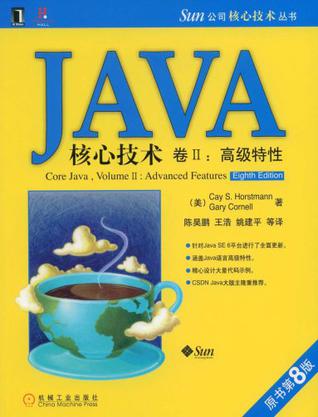 Sun 公司核心技术丛书
JAVA
核心技术 卷II：高级特性
Core Java, Volume II: Advanced Features Eighth Edition
（美） Cay S. Horstmann
Gary Cornell 著
陈昊鹏 王浩 姚建平 等译
●针对Java SE 6平台进行了全面更新。
●涵盖Java语言高级特性。
●精心设计大量代码示例。
●CSDN Java大版主隆重推荐。
Sun
机械工业出版社
China Machine Press
原书第8版